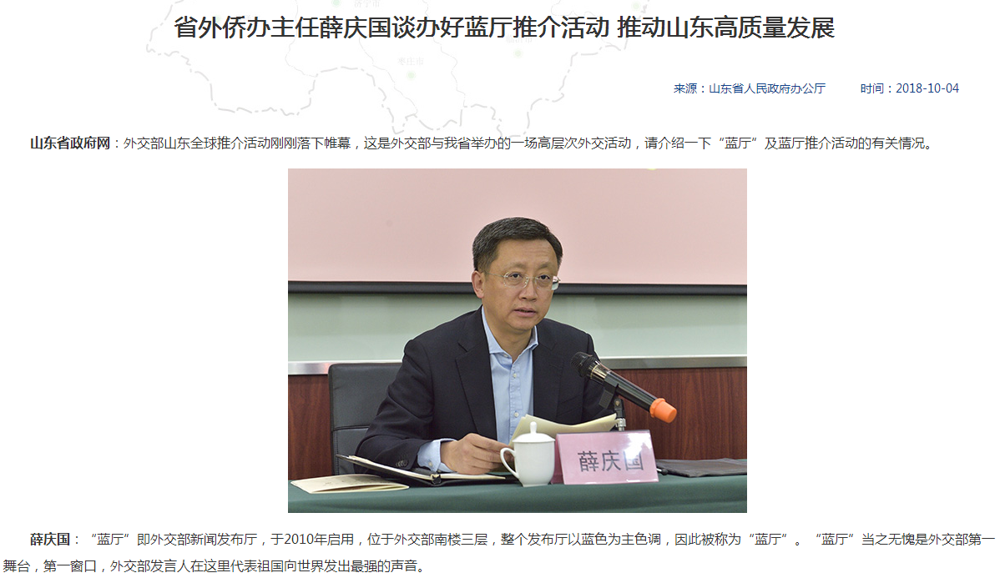 济宁市
枣庄市
省外侨办主任薛庆国谈办好蓝厅推介活动 推动山东高质量发展
来源：山东省人民政府办公厅 时间：2018-10-04
山东省政府网：外交部山东全球推介活动刚刚落下帷幕，这是外交部与我省举办的一场高层次外交活动，请介绍一下“蓝厅”及蓝厅推介活动的有关情况。
薛庆国
薛庆国：“蓝厅”即外交部新闻发布厅，于2010年启用，位于外交部南楼三层，整个发布厅以蓝色为主色调，因此被称为“蓝厅”。“蓝厅”当之无愧是外交部第一
舞台，第一窗口，外交部发言人在这里代表祖国向世界发出最强的声音。